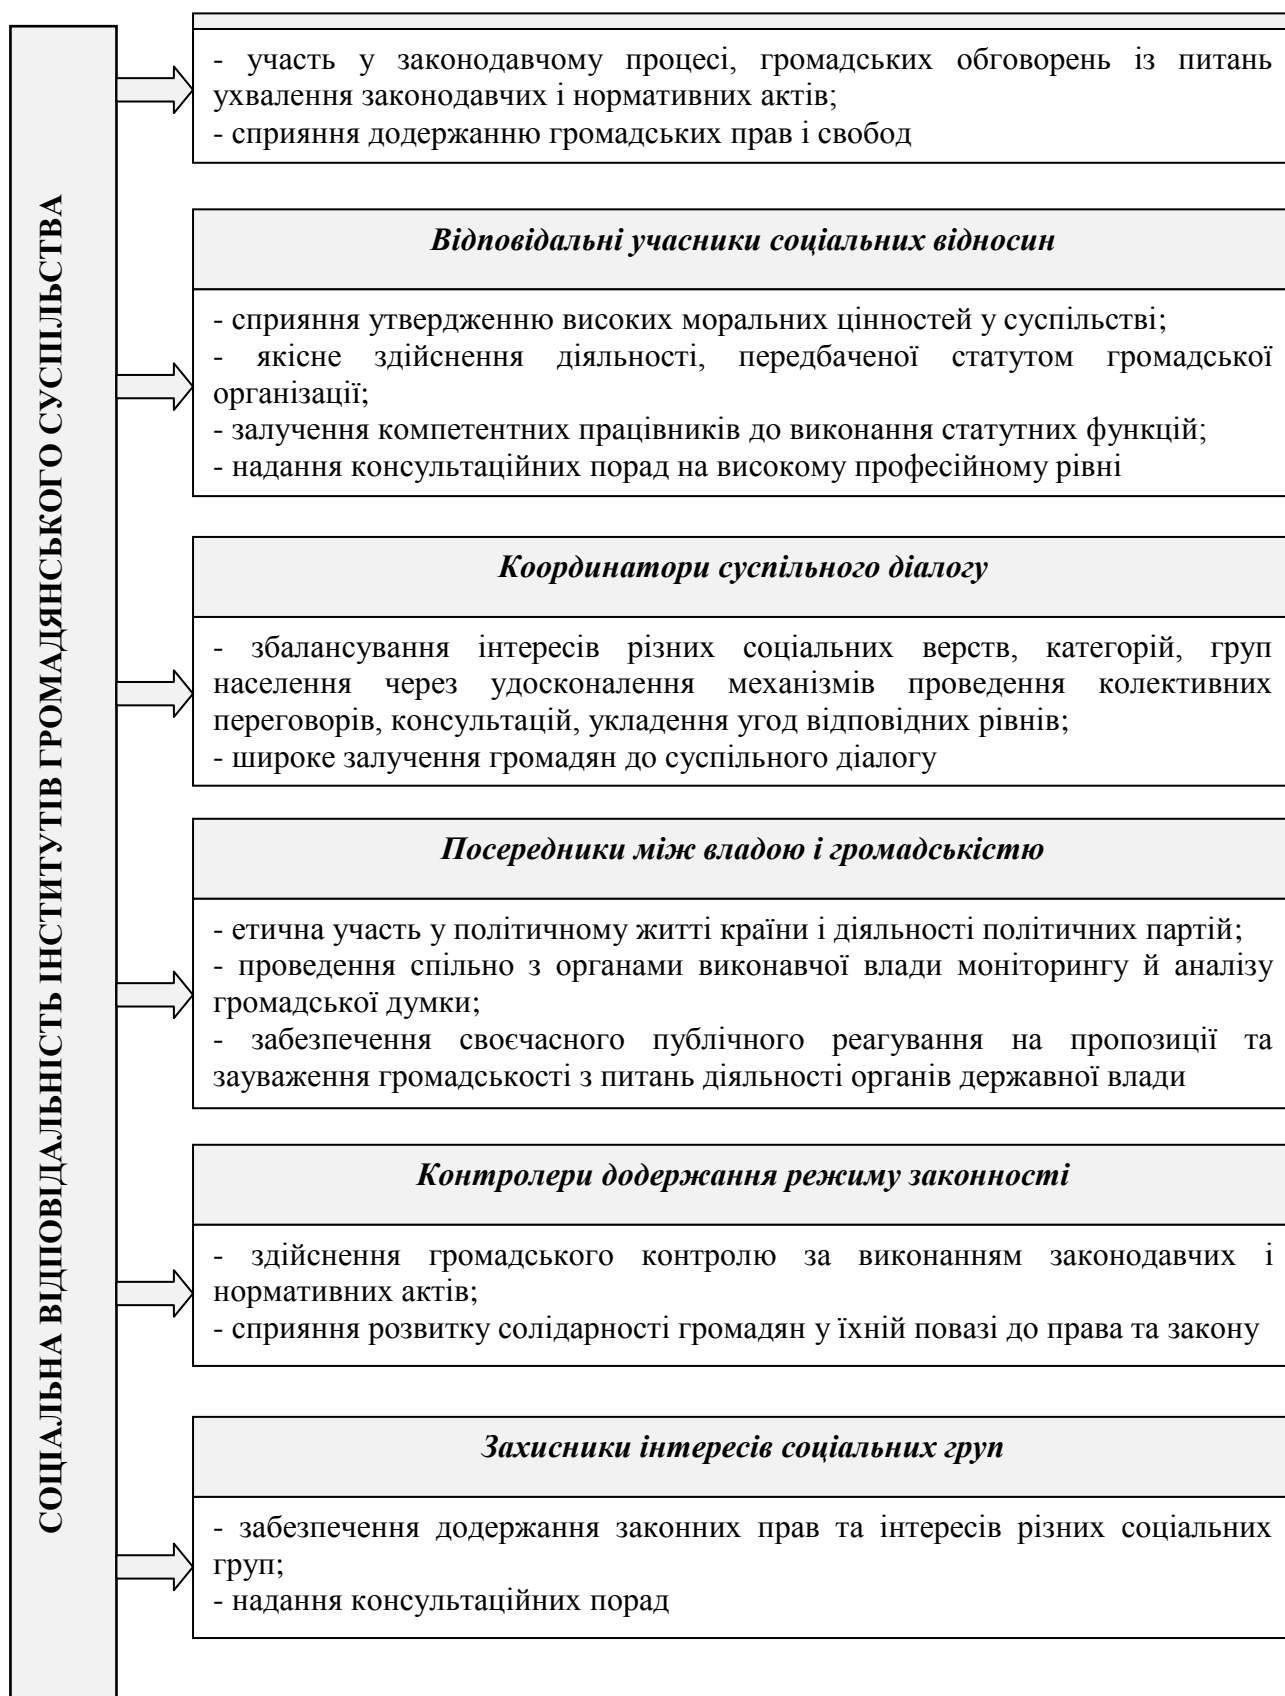 СОЦІАЛЬНА ВІДПОВІДАЛЬНІСТЬ ІНСТИТУТІВ ГРОМАДЯНСЬКОГО СУСПІЛЬСТВА
- участь у законодавчому процесі, громадських обговорень із питань
ухвалення законодавчих і нормативних актів;
- сприяння додержанню громадських прав і свобод
Відповідальні учасники соціальних відносин
- сприяння утвердженню високих моральних цінностей у суспільстві;
- якісне здійснення діяльності, передбаченої статутом громадської
організації;
- залучення компетентних працівників до виконання статутних функцій;
- надання консультаційних порад на високому професійному рівні
Координатори суспільного діалогу
- збалансування інтересів різних соціальних верств, категорій, груп
населення через удосконалення механізмів проведення колективних
переговорів, консультацій, укладення угод відповідних рівнів;
- широке залучення громадян до суспільного діалогу
Посередники між владою і громадськістю
- етична участь у політичному житті країни і діяльності політичних партій;
- проведення спільно з органами виконавчої влади моніторингу й аналізу
громадської думки;
- забезпечення своєчасного публічного реагування на пропозиції та
зауваження громадськості з питань діяльності органів державної влади
Контролери додержання режиму законності
- здійснення громадського контролю за виконанням законодавчих і
нормативних актів;
- сприяння розвитку солідарності громадян у їхній повазі до права та закону
Захисники інтересів соціальних груп
- забезпечення додержання законних прав та інтересів різних соціальних
груп;
- надання консультаційних порад